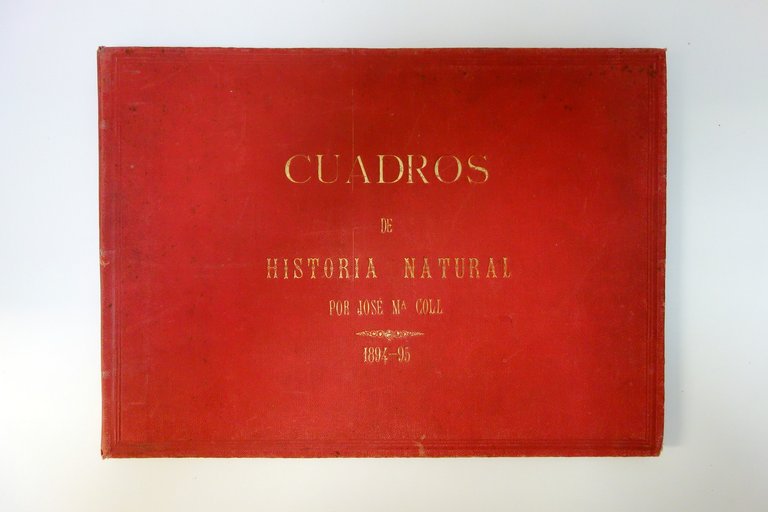 CUADROS
DE
HISTORIA NATURAL
POR JOSÉ Mᴬ COLL
1894-95